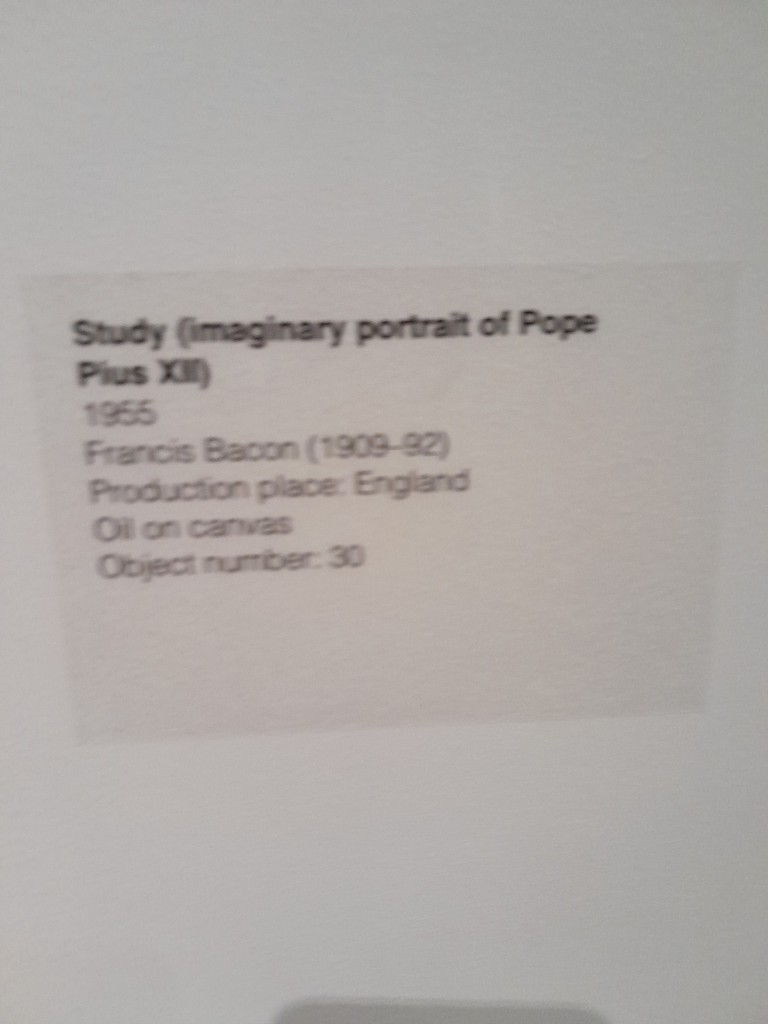 Study (imaginary portrait of Pope
Pius XII)
1955
Francis Bacon (1909–92)
Production place: England
Oil on canvas
Object number: 30